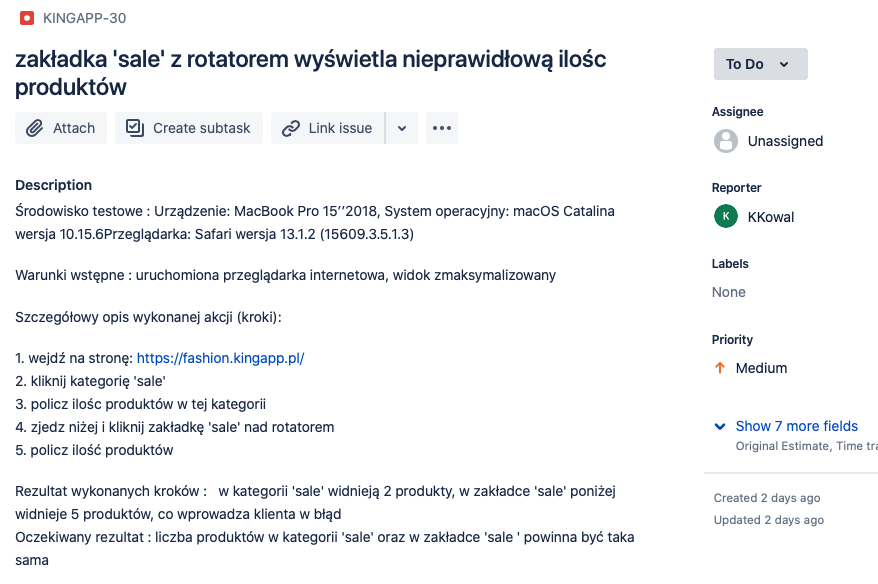 KINGAPP-30
zakładka 'sale' z rotatorem wyświetla nieprawidłową ilośc
produktów
Attach
Create subtask
Link issue
Description
Środowisko testowe : Urządzenie: MacBook Pro 15’’2018, System operacyjny: macOS Catalina
wersja 10.15.6Przeglądarka: Safari wersja 13.1.2 (15609.3.5.1.3)
Warunki wstępne : uruchomiona przeglądarka internetowa, widok zmaksymalizowany
Szczegółowy opis wykonanej akcji (kroki):
1. wejdź na stronę: https://fashion.kingapp.pl/
2. kliknij kategorię 'sale'
3. policz ilośc produktów w tej kategorii
4. zjedz niżej i kliknij zakładkę 'sale' nad rotatorem
5. policz ilość produktów
Rezultat wykonanych kroków :   w kategorii 'sale' widnieją 2 produkty, w zakładce 'sale' poniżej
widnieje 5 produktów, co wprowadza klienta w błąd
Oczekiwany rezultat : liczba produktów w kategorii 'sale' oraz w zakładce 'sale ' powinna być taka
sama
To Do
Assignee
Unassigned
Reporter
K
KKowal
Labels
None
Priority
Medium
Show 7 more fields
Original Estimate, Time tra
Created 2 days ago
Updated 2 days ago